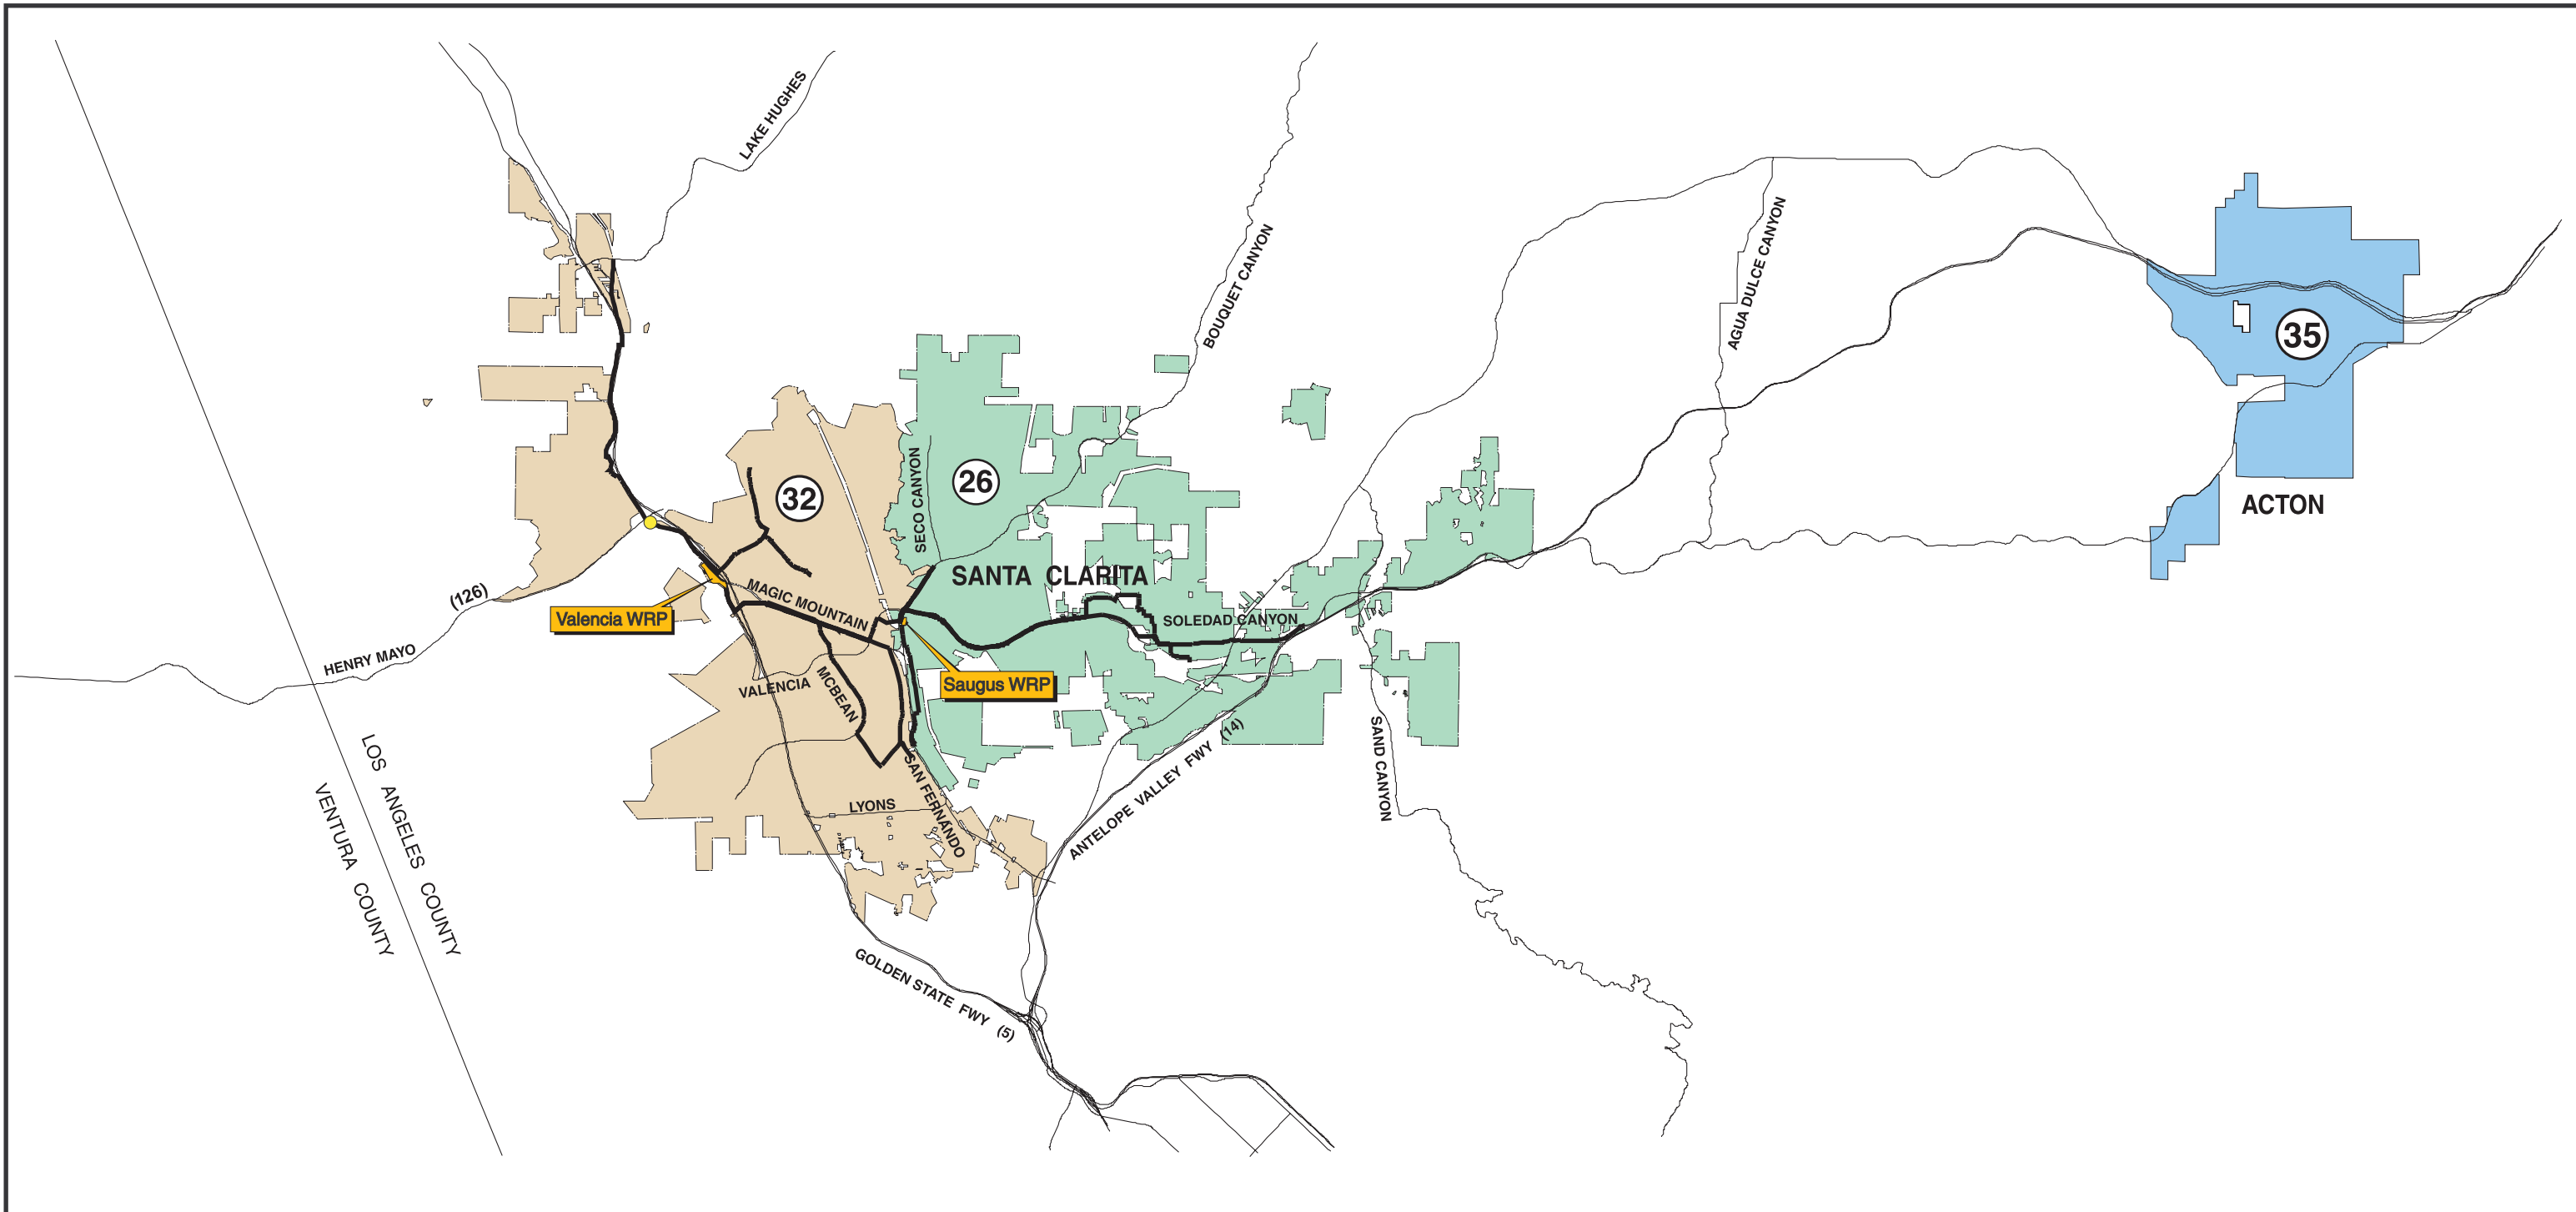 LAKE HUGHES
BOUQUET CANYON
AGUA DULCE CANYON
35
ACTON
32
SECO CANYON
26
SANTA CLARITA
(126)
Valencia WRP
MAGIC MOUNTAIN
SOLEDAD CANYON
HENRY MAYO
VALENCIA
MCBEAN
Saugus WRP
SAND CANYON
ANTELOPE VALLEY FWY (14)
LOS ANGELES COUNTY
VENTURA COUNTY
LYONS
SAN FERNANDO
GOLDEN STATE FWY (5)